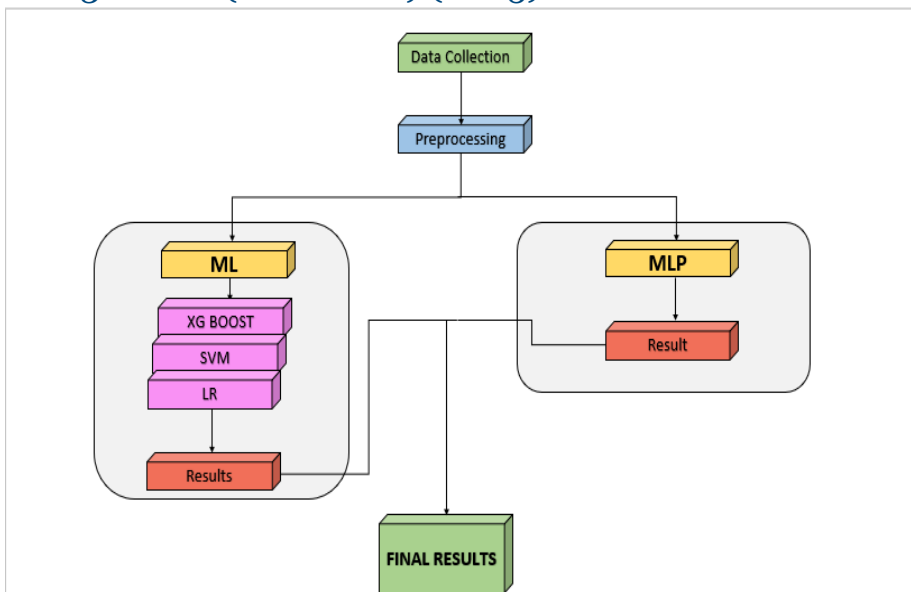 Data Collection
Preprocessing
ML
XG BOOST
SVM
LR
Results
MLP
Result
FINAL RESULTS